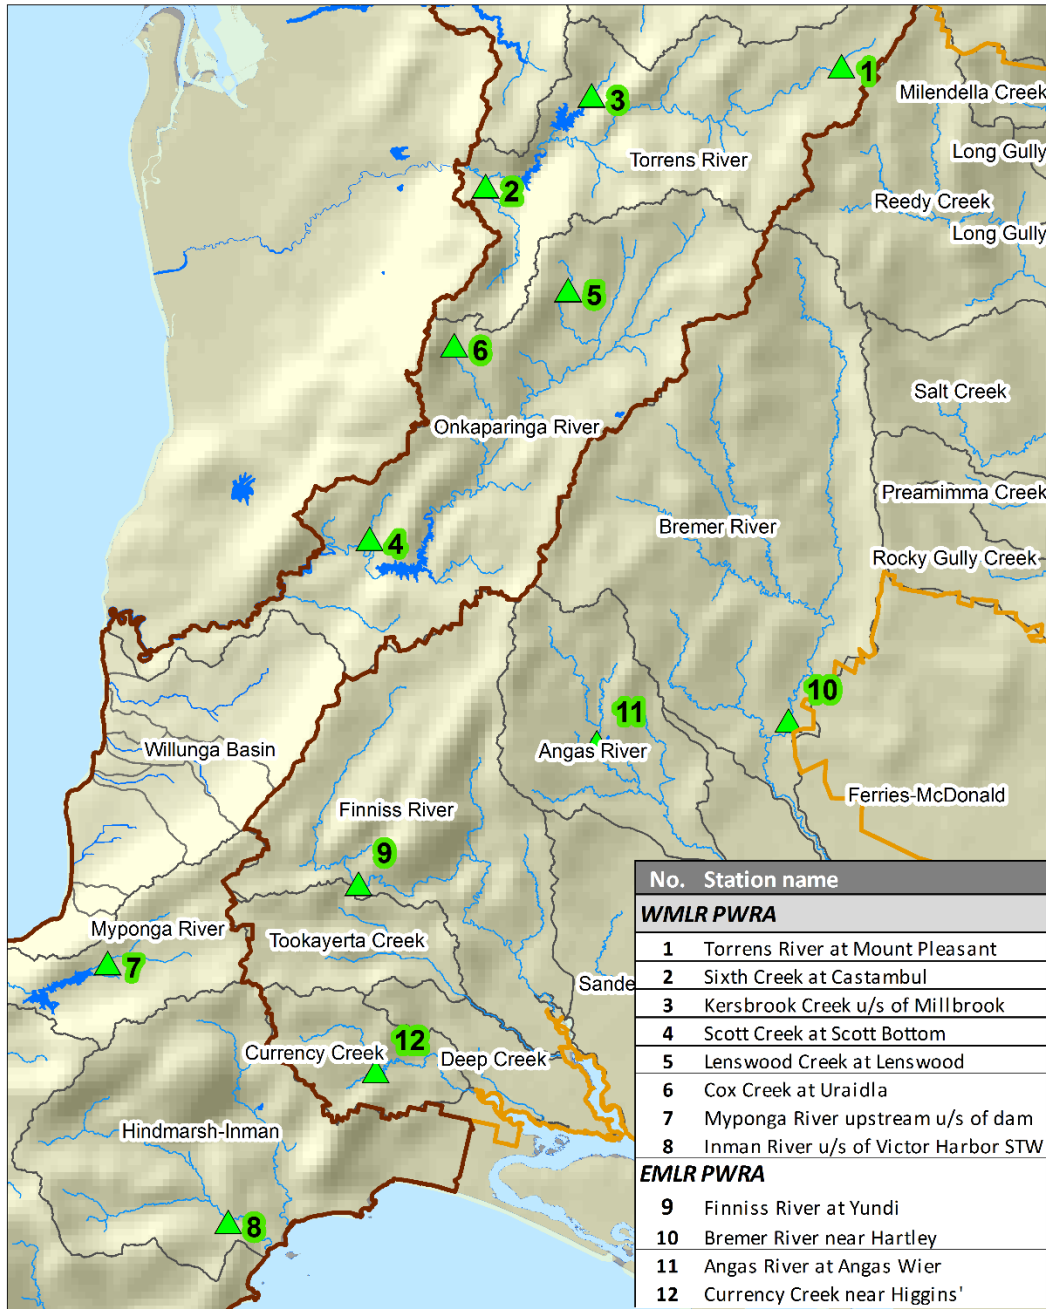 1
Milendella Creek
3
Long Gully
Torrens River
2
Reedy Creek
Long Gully
5
6
Salt Creek
Onkaparinga River
Preamimma Creek
Bremer River
4
Rocky Gully Creek
10
11
Willunga Basin
Angas River
Ferries-McDonald
Finniss River
9
Myponga River
Tookayerta Creek
7
Sande
12
Currency Creek
Deep Creek
Hindmarsh-Inman
8
No. Station name
WMLR PWRA
1 Torrens River at Mount Pleasant
2 Sixth Creek at Castambul
3 Kersbrook Creek u/s of Millbrook
4 Scott Creek at Scott Bottom
5 Lenswood Creek at Lenswood
6 Cox Creek at Uraidla
7 Myponga River upstream u/s of dam
8 Inman River u/s of Victor Harbor STW
EMLR PWRA
9 Finniss River at Yundi
10 Bremer River near Hartley
11 Angas River at Angas Wier
12 Currency Creek near Higgins'